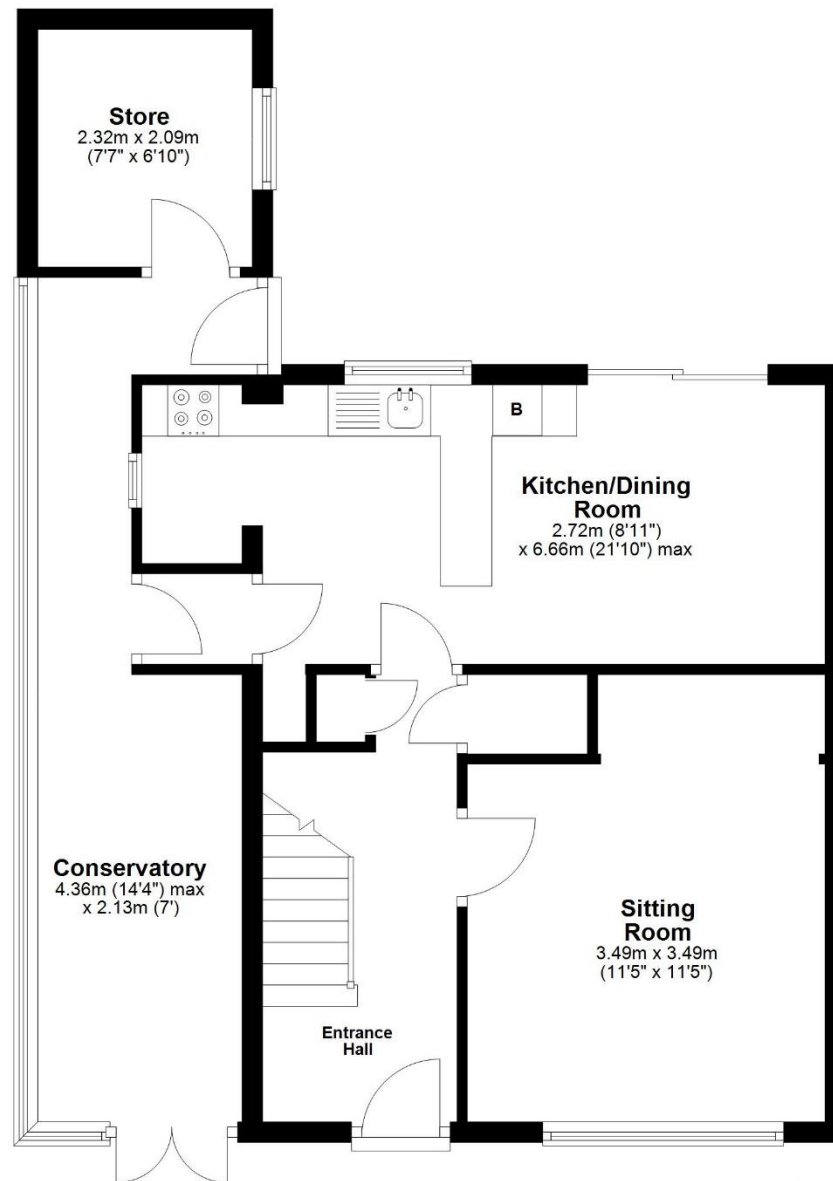 Store
2.32m x 2.09m
(7'7" x 6'10")
B
Kitchen/Dining
Room
2.72m (8'11")
x 6.66m (21'10") max
Conservatory
4.36m (14'4") max
x 2.13m (7')
Sitting
Room
3.49m x 3.49m
(11'5" x 11'5")
Entrance
Hall